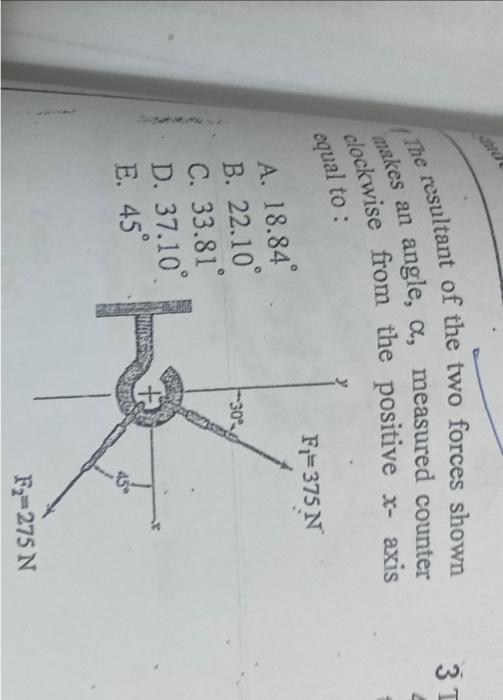 The resultant of the two forces shown
makes an angle, α, measured counter
clockwise from the positive x- axis
equal to :
A. 18.84°
B. 22.10°
C. 33.81°
D. 37.10°
E. 45°
y
30°
F₁=375 N
x
45°
F₂=275 N
3